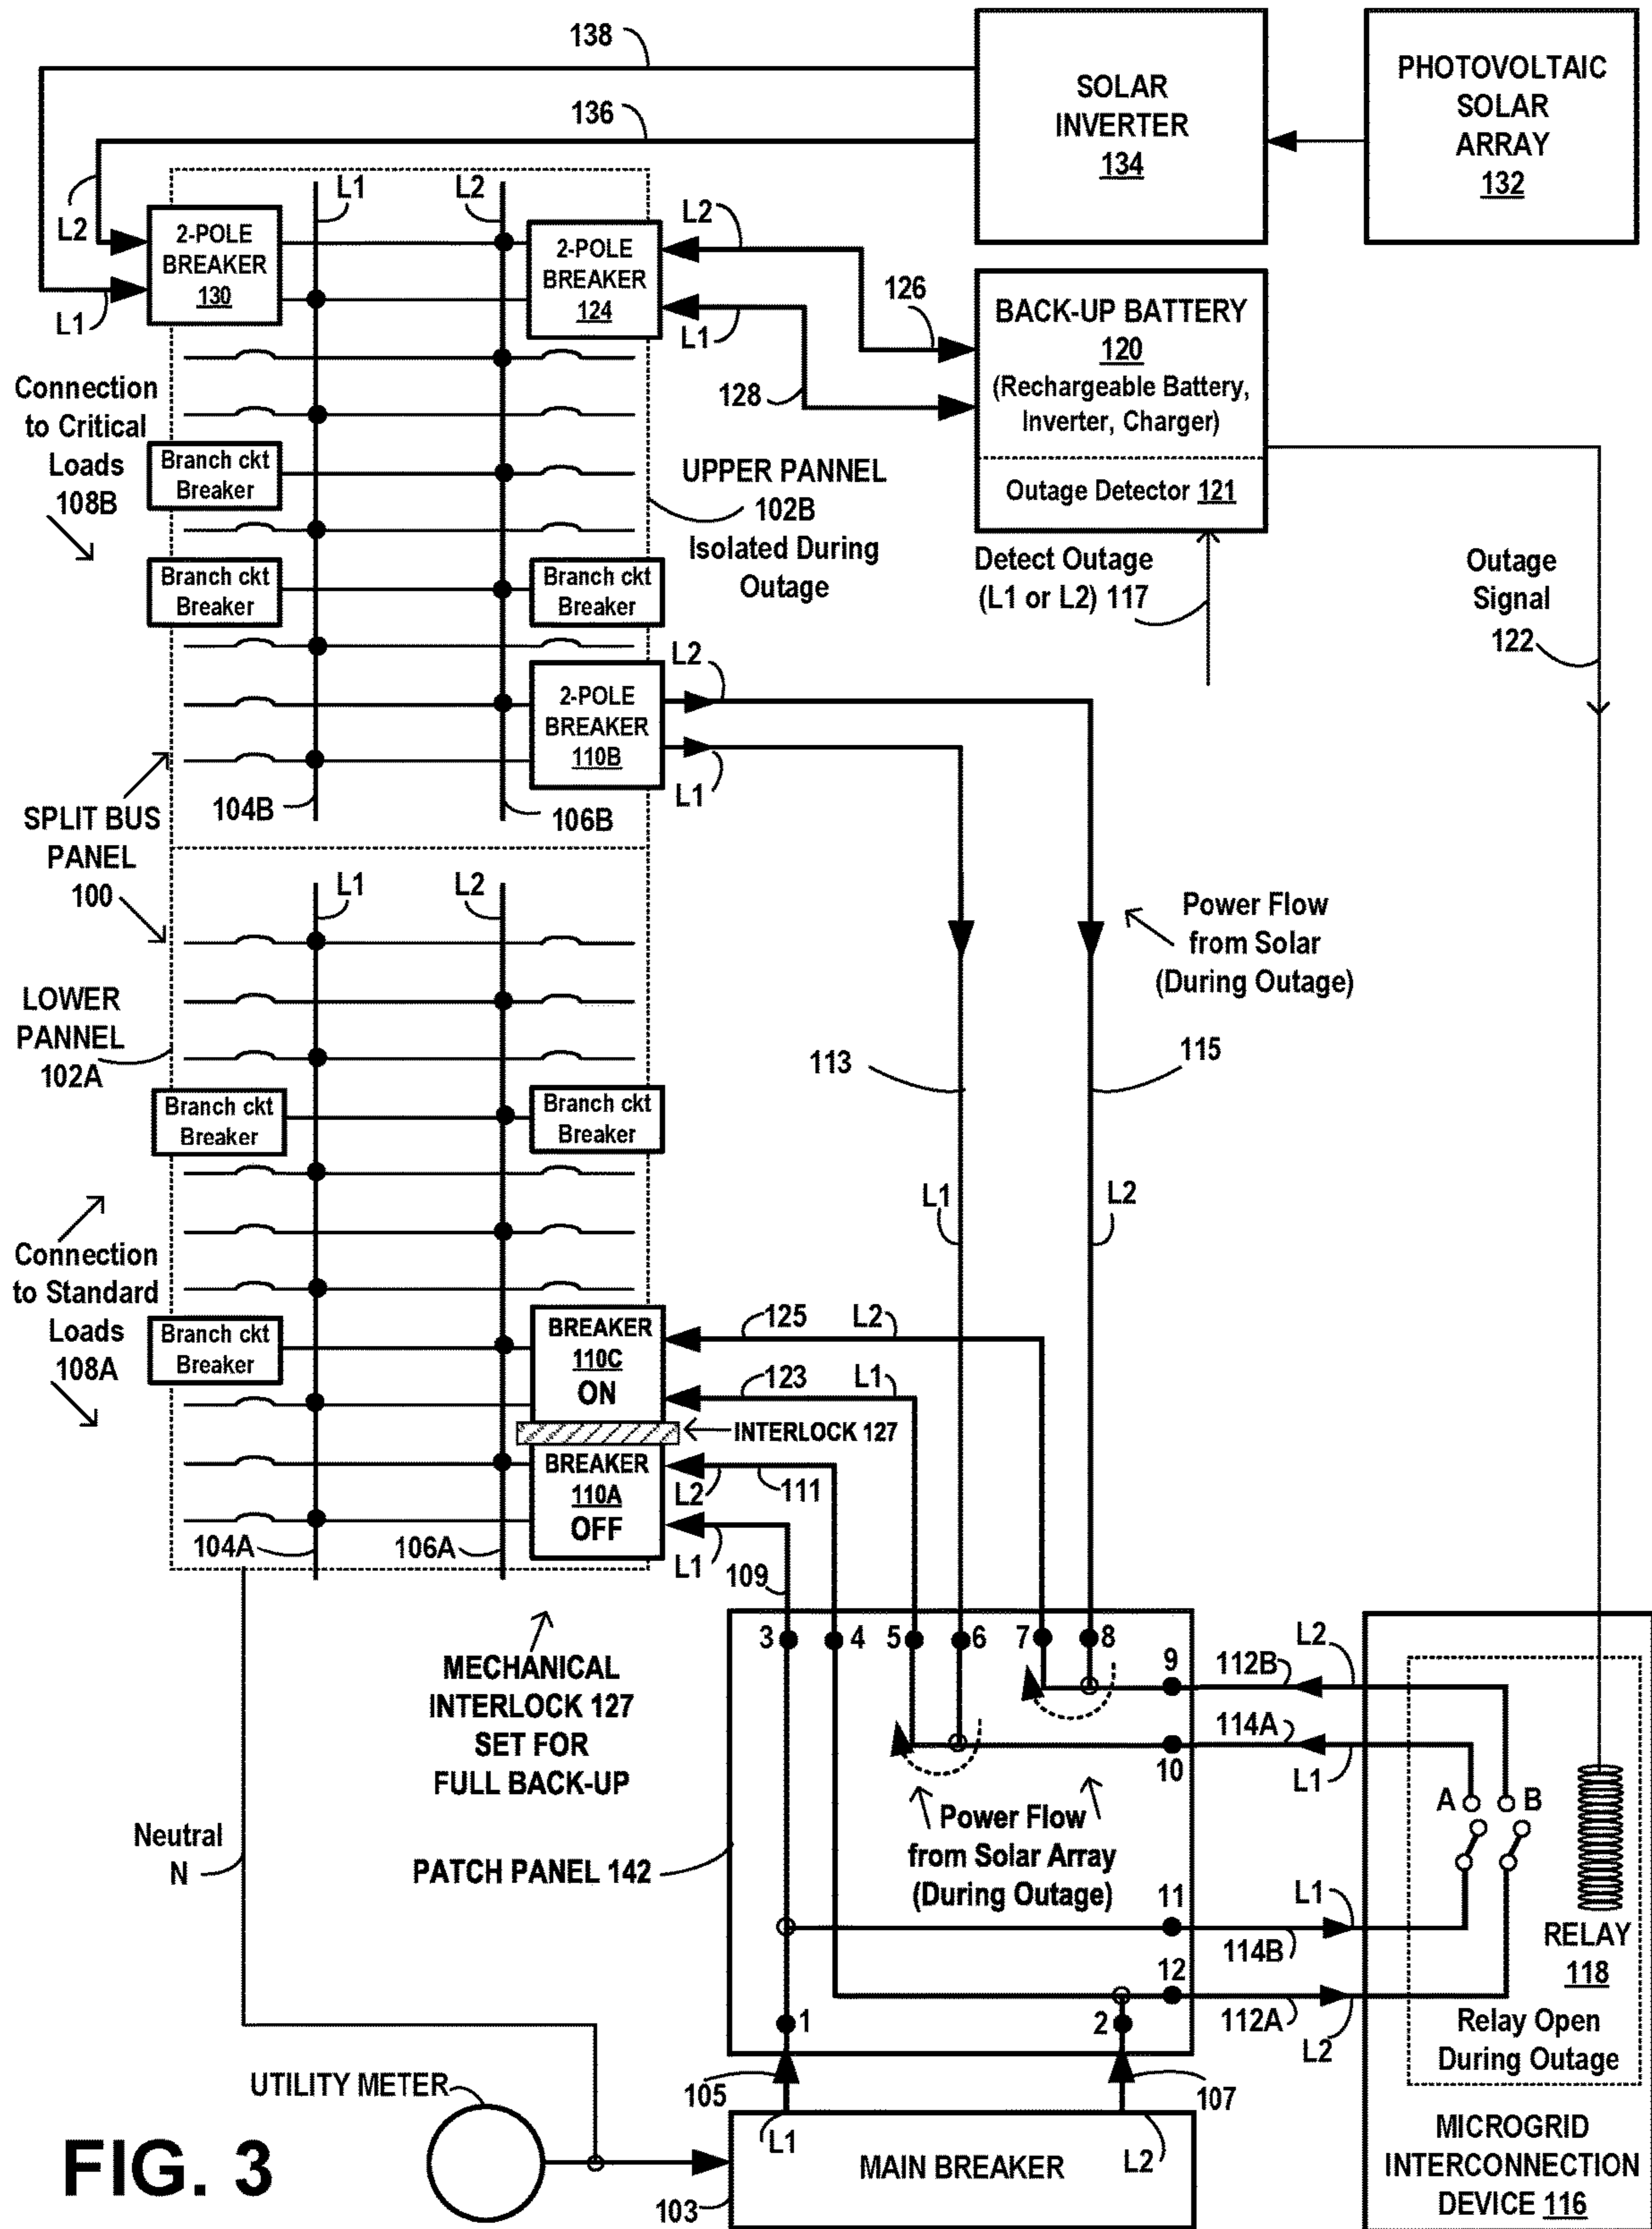 138
SOLAR
INVERTER
134
PHOTOVOLTAIC
SOLAR
ARRAY
132
136
L2
L1
L1
L2
2-POLE
BREAKER
130
2-POLE
BREAKER
124
L2
L1
126
128
BACK-UP BATTERY
120
(Rechargeable Battery,
Inverter, Charger)
Outage Detector 121
Connection
to Critical
Loads
108B
Branch ckt
Breaker
UPPER PANNEL
102B
Isolated During
Outage
Branch ckt
Breaker
Branch ckt
Breaker
Detect Outage
(L1 or L2) 117
Outage
Signal
122
L2
2-POLE
BREAKER
110B
L1
104B
106B
SPLIT BUS
PANEL
100
L1
L2
Power Flow
from Solar
(During Outage)
LOWER
PANNEL
102A
113
115
Branch ckt
Breaker
Branch ckt
Breaker
L1
L2
Connection
to Standard
Loads
108A
Branch ckt
Breaker
BREAKER
110C
ON
125
L2
123
L1
INTERLOCK 127
BREAKER
110A
OFF
L2
111
L1
109
104A
106A
MECHANICAL
INTERLOCK 127
SET FOR
FULL BACK-UP
3
4
5
6
7
8
9
10
112B
L2
114A
L1
A
B
Neutral
N
PATCH PANEL 142
Power Flow
from Solar Array
(During Outage)
11
L1
114B
12
112A
L2
RELAY
118
Relay Open
During Outage
1
2
UTILITY METER
105
107
L1
L2
MAIN BREAKER
103
MICROGRID
INTERCONNECTION
DEVICE 116
FIG. 3